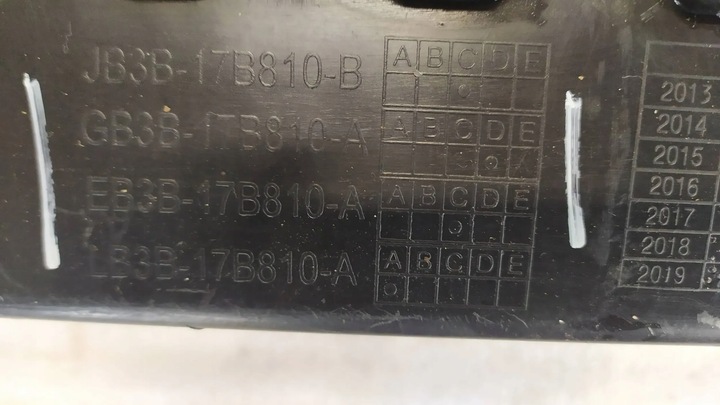 JB3B-17B810-B A B C D E
GB3B-17B810-A A B C D E
EB3B-17B810-A A B C D E
LB3B-17B810-A A B C D E
2013
2014
2015
2016
2017
2018
2019